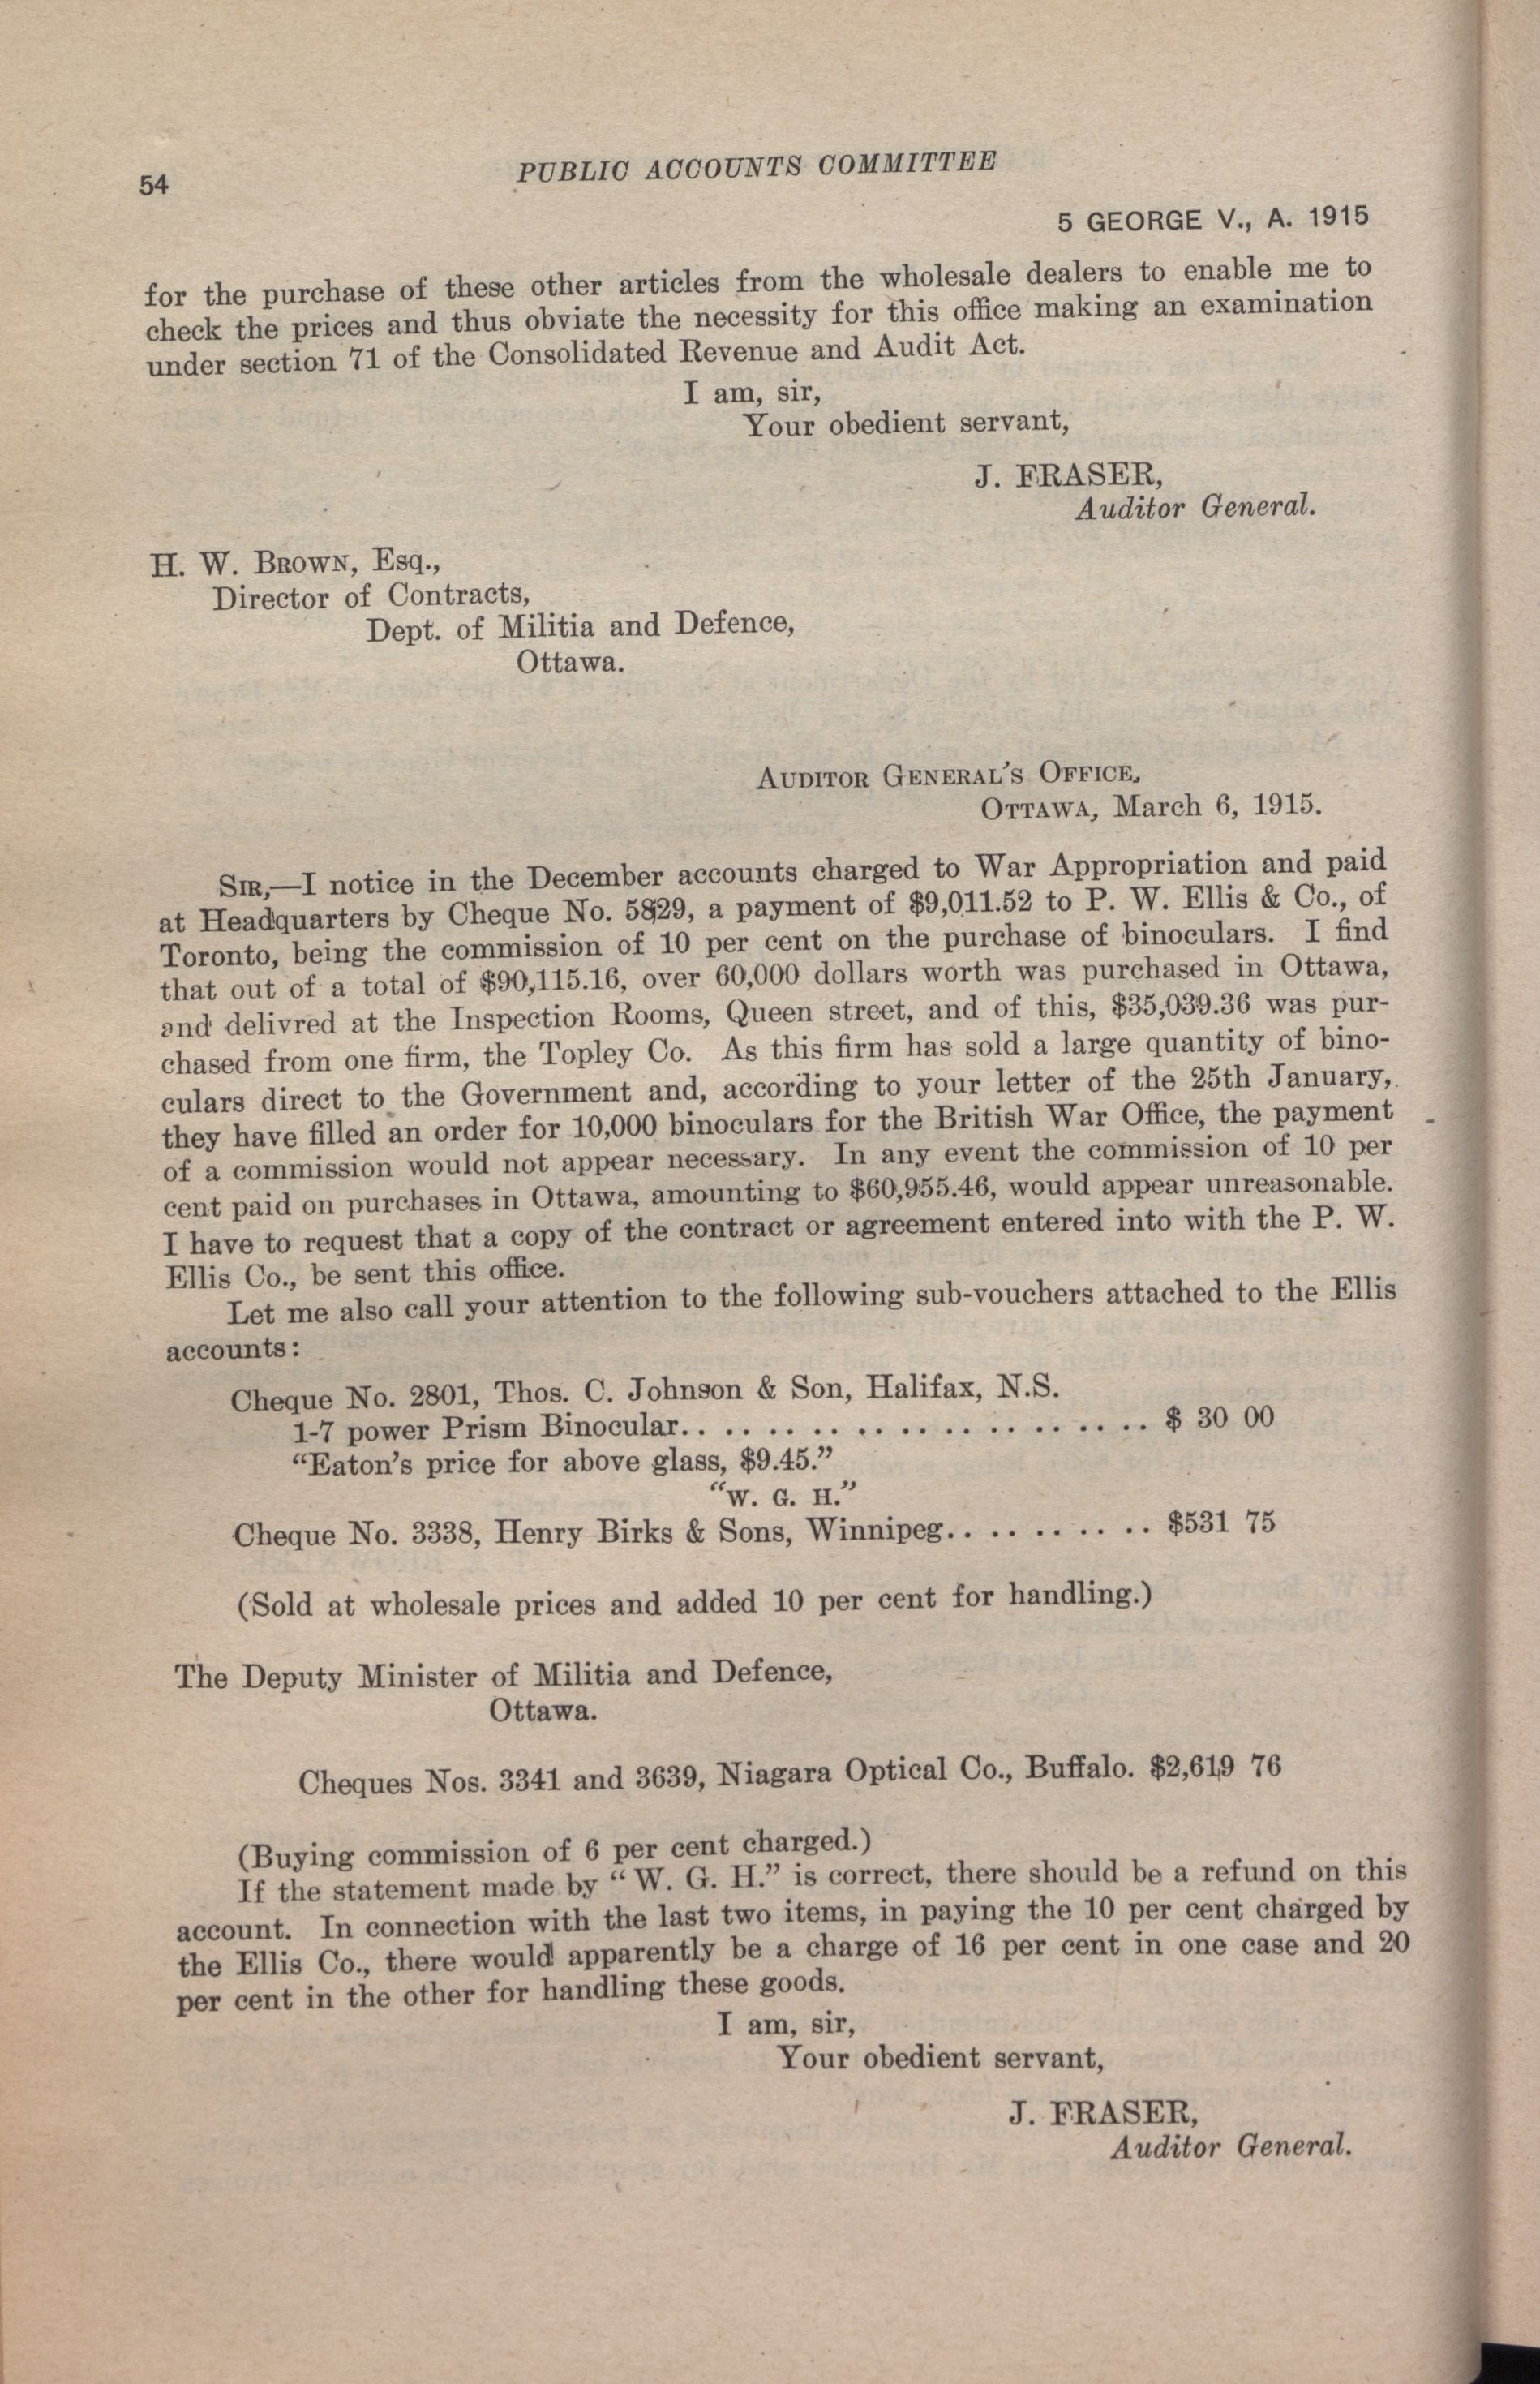 54
PUBLIC ACCOUNTS COMMITTEE
5 GEORGE V., A. 1915
for the purchase of these other articles from the wholesale dealers to enable me to
check the prices and thus obviate the necessity for this office making an examination
under section 71 of the Consolidated Revenue and Audit Act.
I am, sir,
Your obedient servant,
J. FRASER,
Auditor General.
H. W. BROWN, Esq.,
Director of Contracts,
Dept. of Militia and Defence,
Ottawa.
AUDITOR GENERAL'S OFFICE,
OTTAWA, March 6, 1915.
SIR,—I notice in the December accounts charged to War Appropriation and paid
at Headquarters by Cheque No. 5829, a payment of $9,011.52 to P. W. Ellis & Co., of
Toronto, being the commission of 10 per cent on the purchase of binoculars. I find
that out of a total of $90,115.16, over 60,000 dollars worth was purchased in Ottawa,
and delivred at the Inspection Rooms, Queen street, and of this, $35,039.36 was pur-
chased from one firm, the Topley Co. As this firm has sold a large quantity of bino-
culars direct to the Government and, according to your letter of the 25th January,
they have filled an order for 10,000 binoculars for the British War Office, the payment
of a commission would not appear necessary. In any event the commission of 10 per
cent paid on purchases in Ottawa, amounting to $60,955.46, would appear unreasonable.
I have to request that a copy of the contract or agreement entered into with the P. W.
Ellis Co., be sent this office.
Let me also call your attention to the following sub-vouchers attached to the Ellis
accounts:
Cheque No. 2801, Thos. C. Johnson & Son, Halifax, N.S.
1-7 power Prism Binocular. . . . . . . . . . . . . . . . . . . . . . $ 30 00
"Eaton's price for above glass, $9.45."
"W. G. H."
Cheque No. 3338, Henry Birks & Sons, Winnipeg. . . . . . . . . . $531 75
(Sold at wholesale prices and added 10 per cent for handling.)
The Deputy Minister of Militia and Defence,
Ottawa.
Cheques Nos. 3341 and 3639, Niagara Optical Co., Buffalo. $2,619 76
(Buying commission of 6 per cent charged.)
If the statement made by "W. G. H." is correct, there should be a refund on this
account. In connection with the last two items, in paying the 10 per cent charged by
the Ellis Co., there would apparently be a charge of 16 per cent in one case and 20
per cent in the other for handling these goods.
I am, sir,
Your obedient servant,
J. FRASER,
Auditor General.